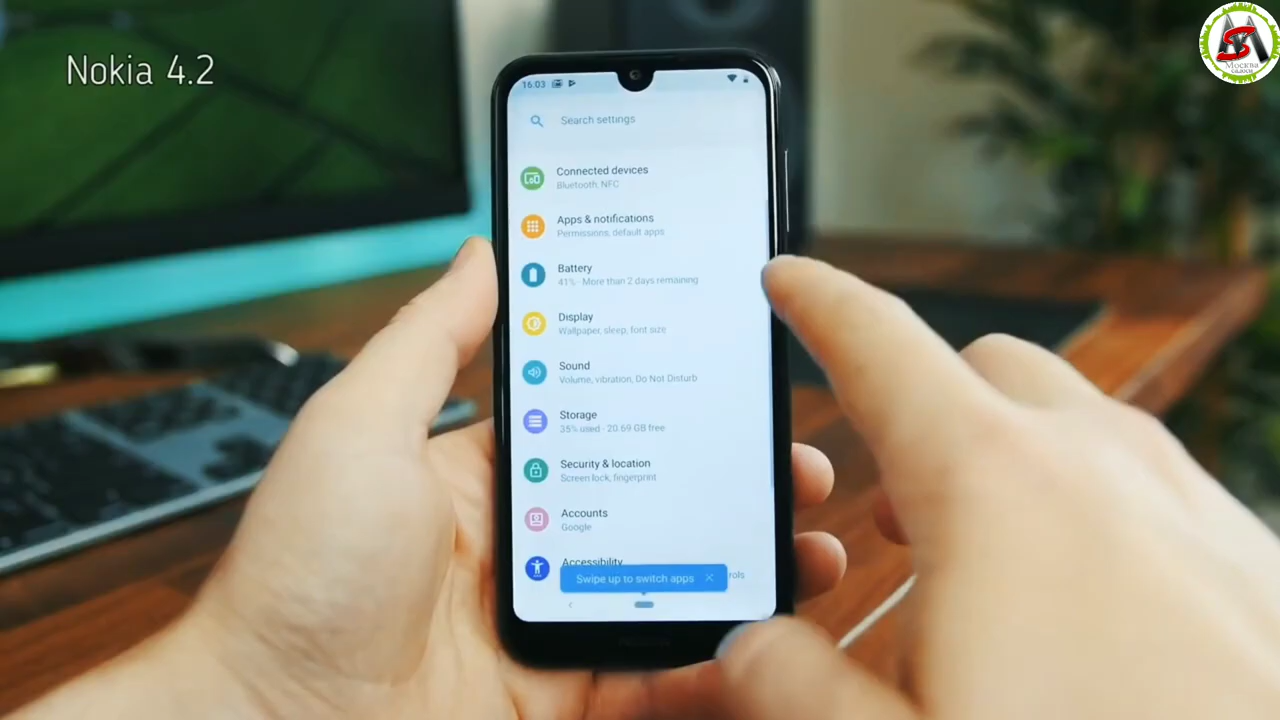 Nokia 4.2
Москва
16:03
Search settings
Connected devices
Bluetooth, NFC
Apps & notifications
Permissions, default apps
Battery
41% · More than 2 days remaining
Display
Wallpaper, sleep, font size
Sound
Volume, vibration, Do Not Disturb
Storage
35% used · 20.69 GB free
Security & location
Screen lock, fingerprint
Accounts
Google
Accessibility
rols
Swipe up to switch apps